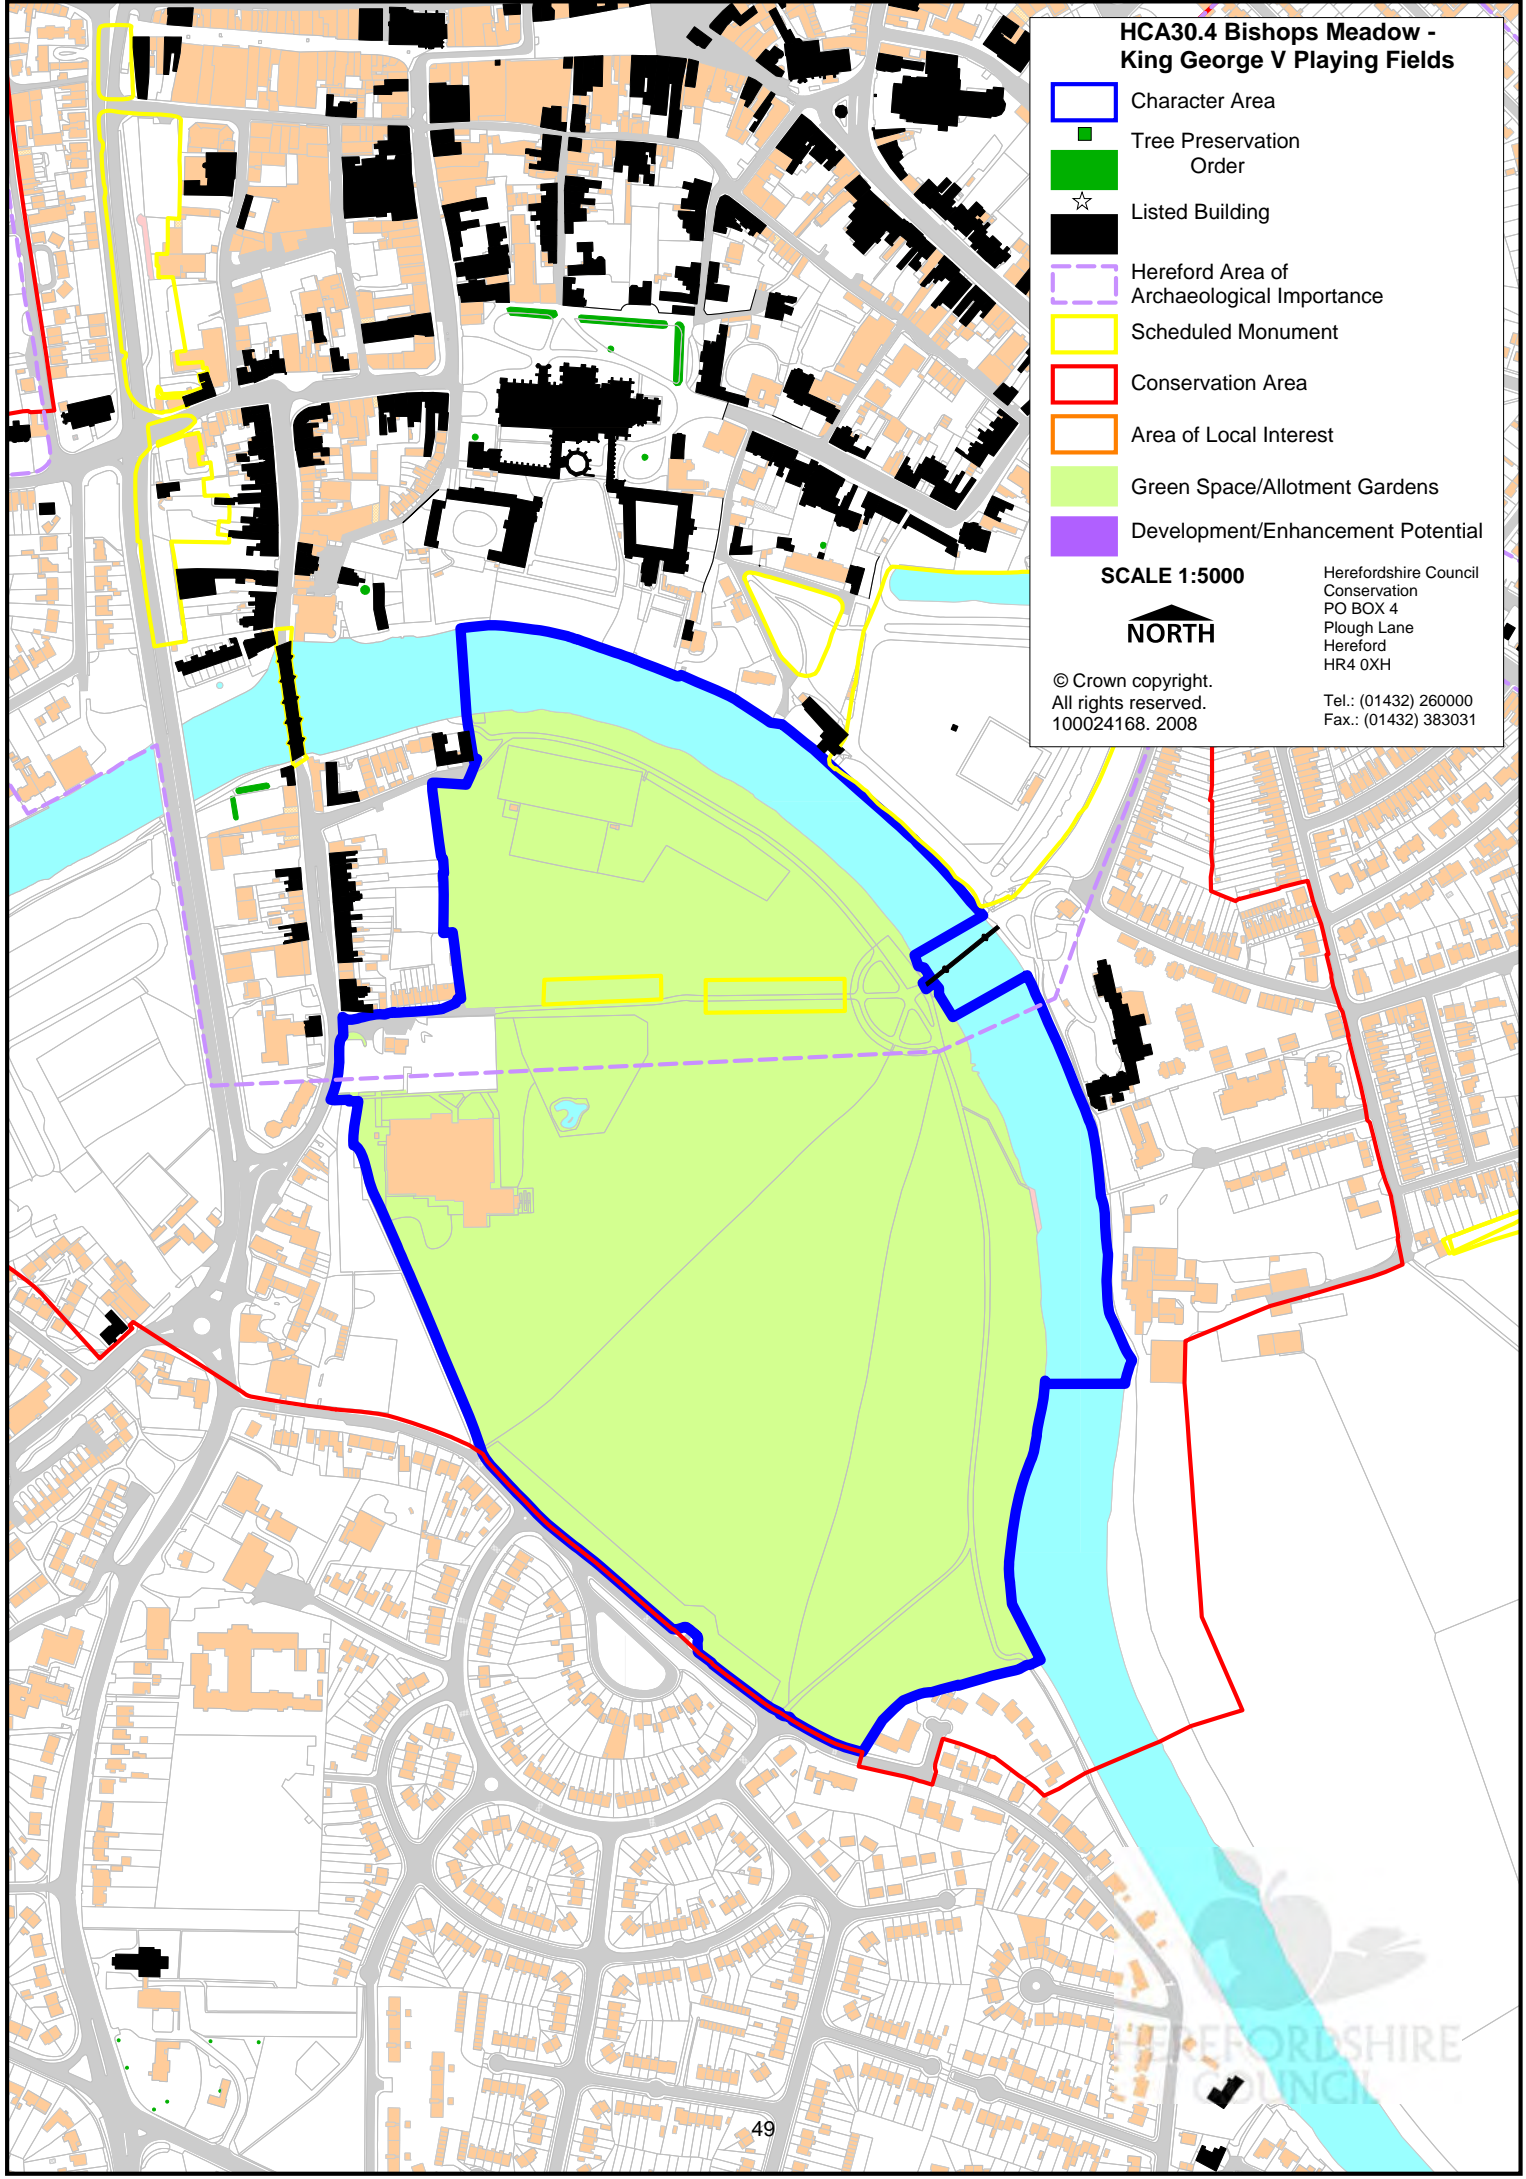 HCA30.4 Bishops Meadow -
King George V Playing Fields
Character Area
Tree Preservation
Order
Listed Building
Hereford Area of
Archaeological Importance
Scheduled Monument
Conservation Area
Area of Local Interest
Green Space/Allotment Gardens
Development/Enhancement Potential
SCALE 1:5000
NORTH
© Crown copyright.
All rights reserved.
100024168. 2008
Herefordshire Council
Conservation
PO BOX 4
Plough Lane
Hereford
HR4 0XH
Tel.: (01432) 260000
Fax.: (01432) 383031
HEREFORDSHIRE
COUNCIL
49